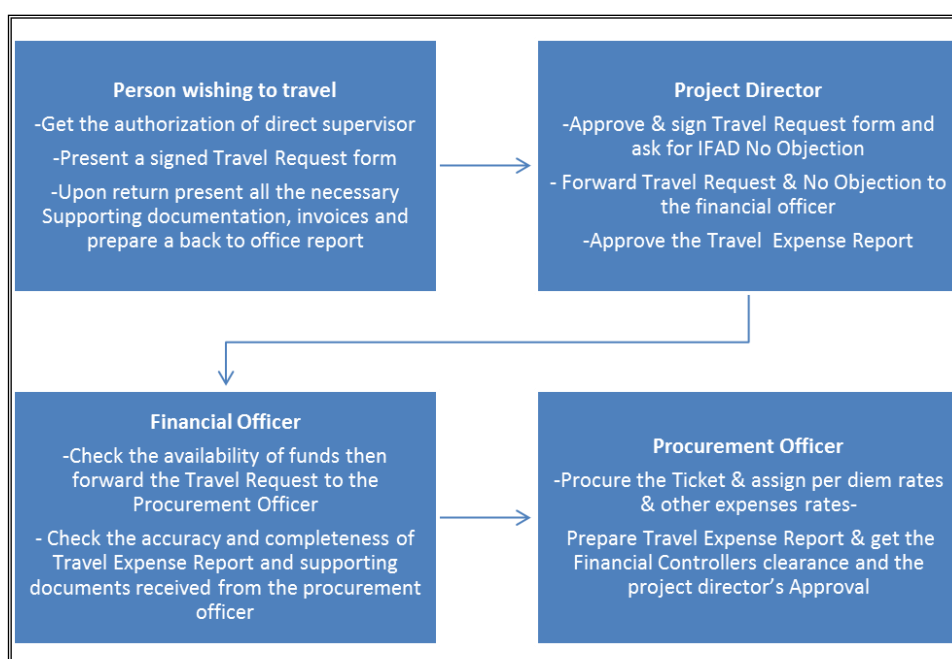 Person wishing to travel
-Get the authorization of direct supervisor
-Present a signed Travel Request form
-Upon return present all the necessary
Supporting documentation, invoices and
prepare a back to office report
Project Director
-Approve & sign Travel Request form and
ask for IFAD No Objection
- Forward Travel Request & No Objection to
the financial officer
-Approve the Travel Expense Report
Financial Officer
-Check the availability of funds then
forward the Travel Request to the
Procurement Officer
- Check the accuracy and completeness of
Travel Expense Report and supporting
documents received from the procurement
officer
Procurement Officer
-Procure the Ticket & assign per diem rates
& other expenses rates-
Prepare Travel Expense Report & get the
Financial Controllers clearance and the
project director's Approval